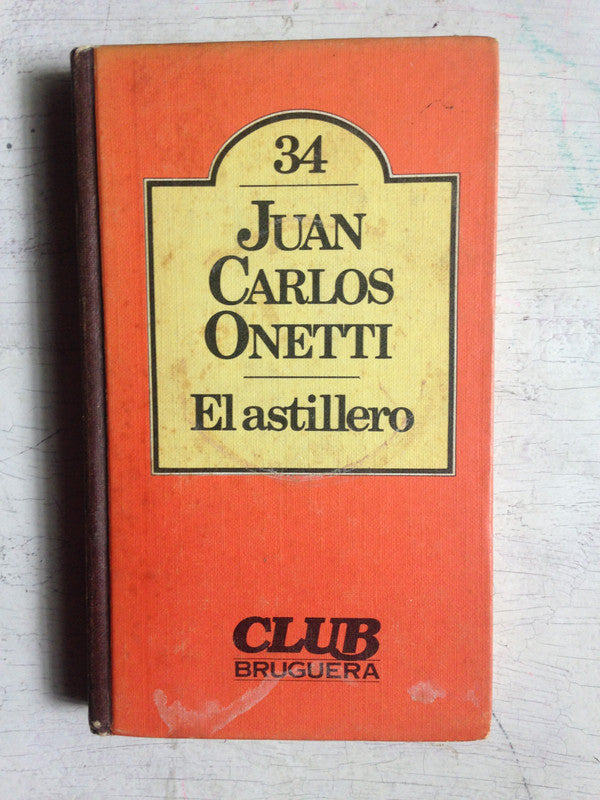 34
JUAN
CARLOS
ONETTI
El astillero
CLUB
BRUGUERA